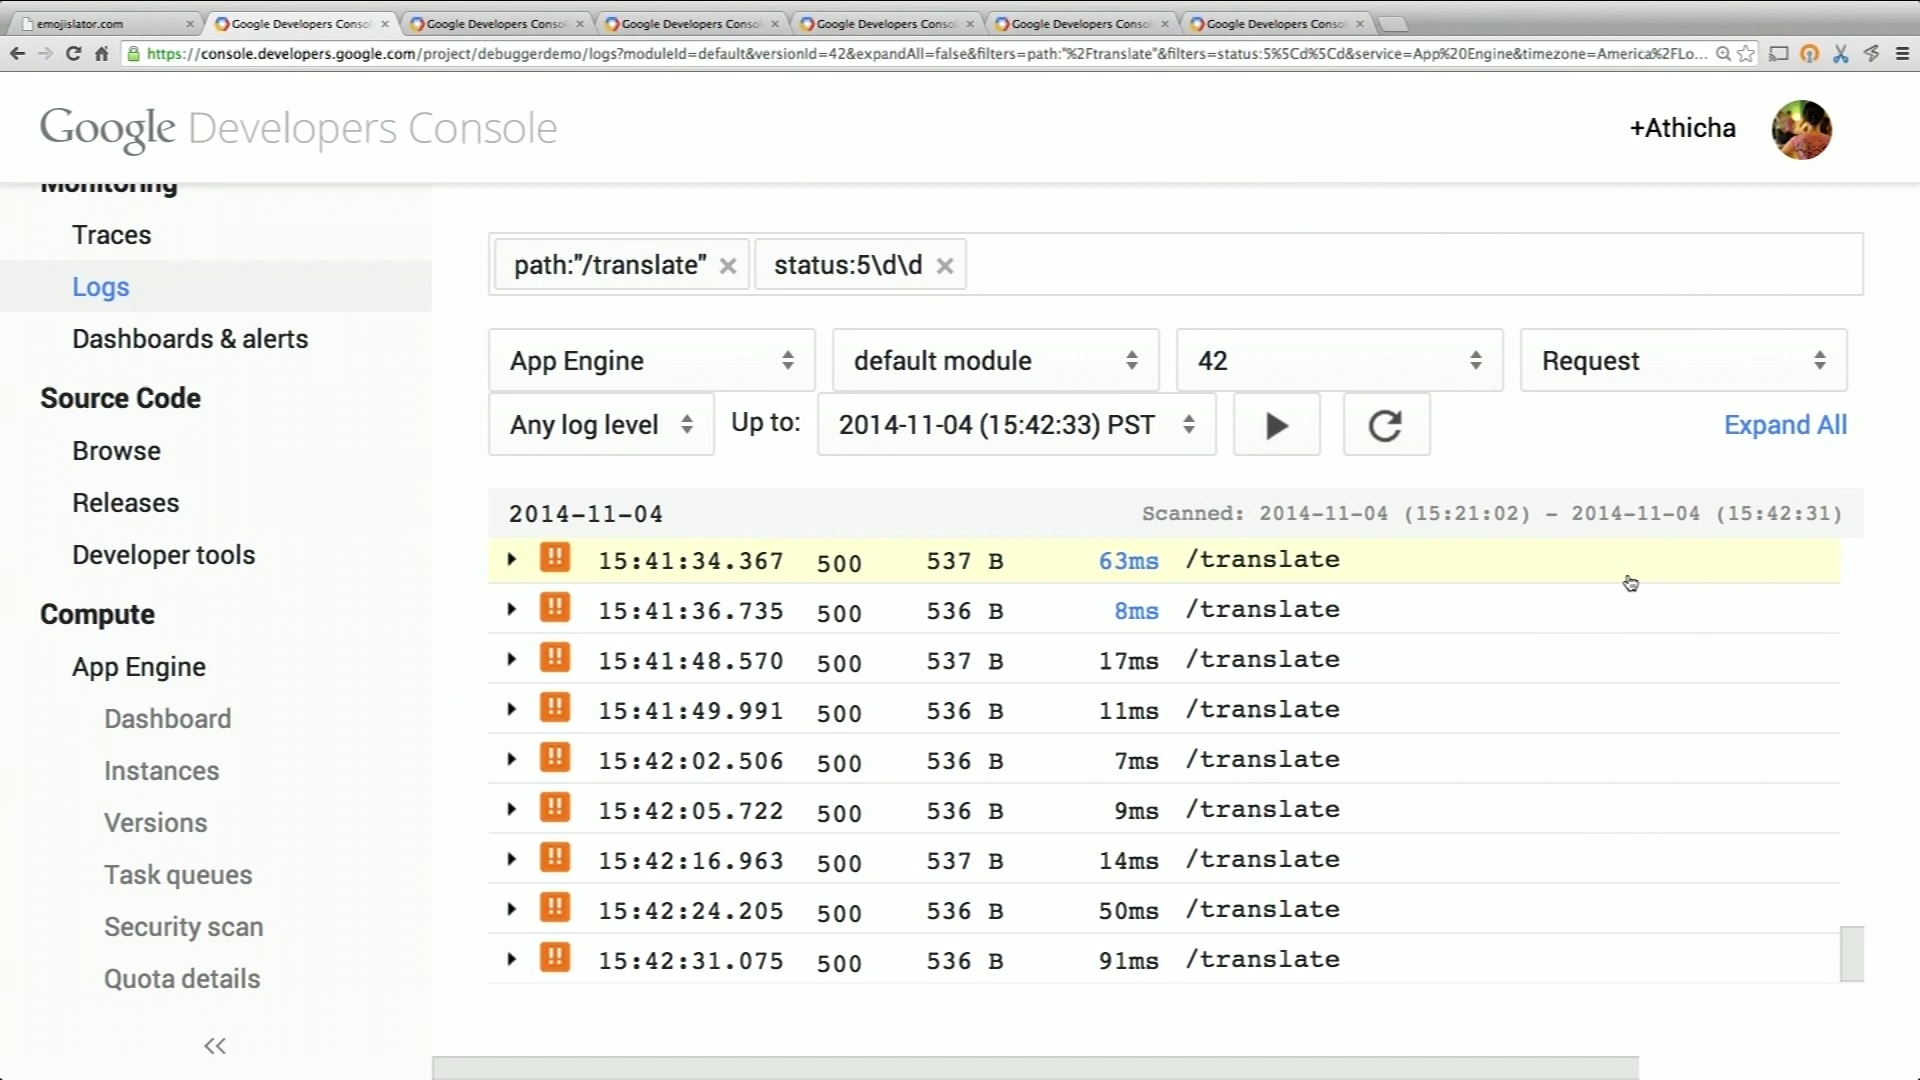 emojislator.com
Google Developers Consol
Google Developers Consol
Google Developers Consol
Google Developers Consol
Google Developers Consol
Google Developers Consol
https://console.developers.google.com/project/debuggerdemo/logs?moduleId=default&versionId=42&expandAll=false&filters=path:"%2Ftranslate"&filters=status:5%5Cd%5Cd&service=App%20Engine&timezone=America%2FLo...
Google Developers Console
+Athicha
Monitoring
Traces
Logs
Dashboards & alerts
Source Code
Browse
Releases
Developer tools
Compute
App Engine
Dashboard
Instances
Versions
Task queues
Security scan
Quota details
path:"/translate"
status:5\d\d
App Engine
default module
42
Request
Any log level
Up to:
2014-11-04 (15:42:33) PST
Expand All
2014-11-04
Scanned: 2014-11-04 (15:21:02) - 2014-11-04 (15:42:31)
!! 15:41:34.367 500 537 B 63ms /translate
!! 15:41:36.735 500 536 B 8ms /translate
!! 15:41:48.570 500 537 B 17ms /translate
!! 15:41:49.991 500 536 B 11ms /translate
!! 15:42:02.506 500 536 B 7ms /translate
!! 15:42:05.722 500 536 B 9ms /translate
!! 15:42:16.963 500 537 B 14ms /translate
!! 15:42:24.205 500 536 B 50ms /translate
!! 15:42:31.075 500 536 B 91ms /translate